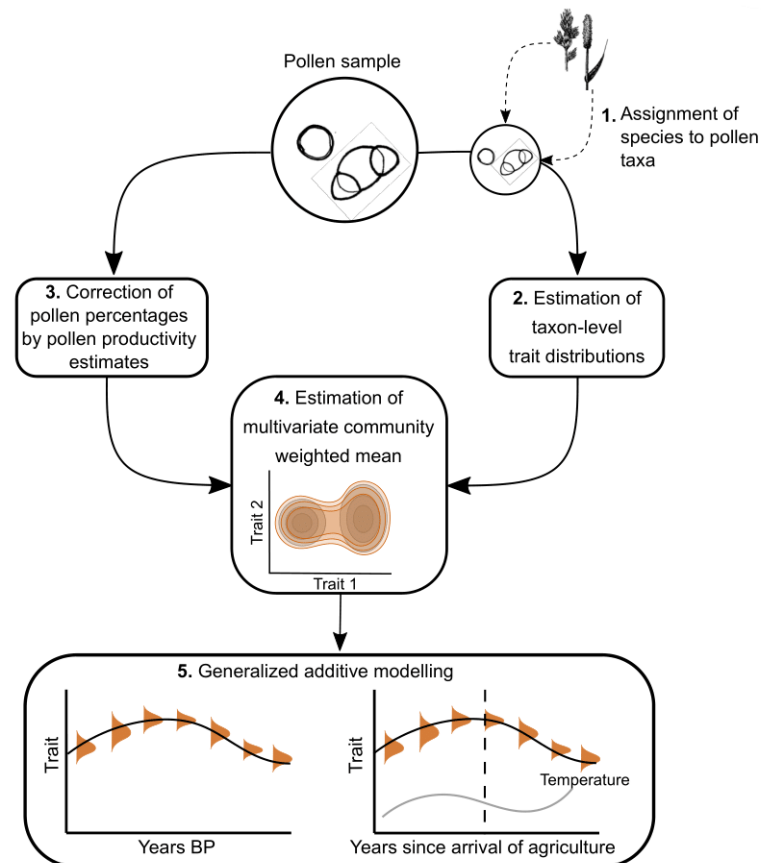 Pollen sample
1. Assignment of
species to pollen
taxa
3. Correction of
pollen percentages
by pollen productivity
estimates
2. Estimation of
taxon-level
trait distributions
4. Estimation of
multivariate community
weighted mean
Trait 2
Trait 1
5. Generalized additive modelling
Trait
Years BP
Trait
Temperature
Years since arrival of agriculture